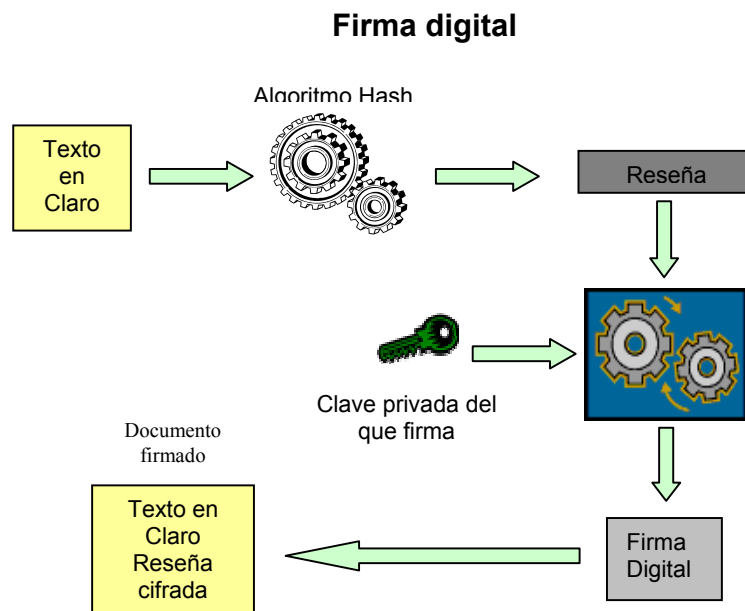 Firma digital
Algoritmo Hash
Texto
en
Claro
Reseña
Clave privada del
que firma
Documento
firmado
Texto en
Claro
Reseña
cifrada
Firma
Digital